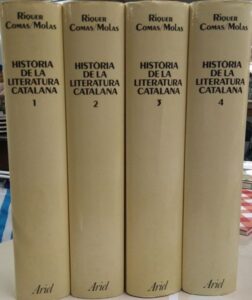 RIQUER
COMAS/MOLAS
HISTÒRIA
DE LA
LITERATURA
CATALANA
1
Ariel
RIQUER
COMAS/MOLAS
HISTÒRIA
DE LA
LITERATURA
CATALANA
2
Ariel
RIQUER
COMAS/MOLAS
HISTÒRIA
DE LA
LITERATURA
CATALANA
3
Ariel
RIQUER
COMAS/MOLAS
HISTÒRIA
DE LA
LITERATURA
CATALANA
4
Ariel